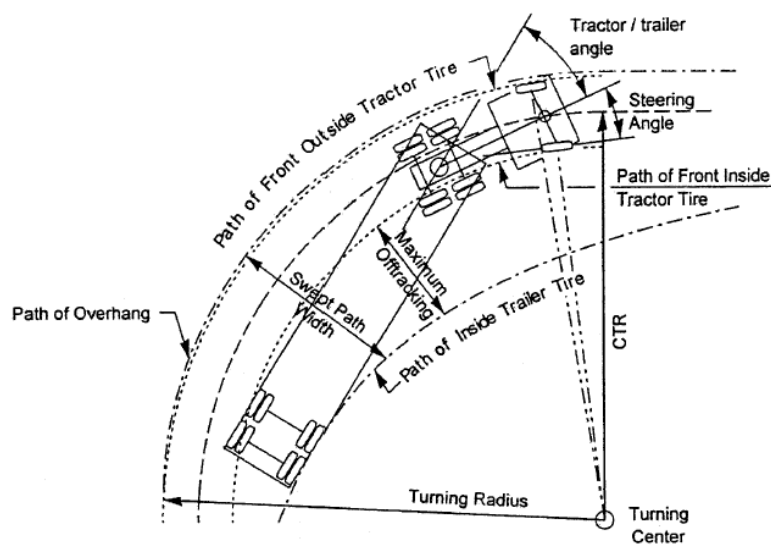 Tractor / trailer
angle
Path of Front Outside Tractor Tire
Steering
Angle
Path of Front Inside
Tractor Tire
Maximum
Offtracking
Swept Path
Width
Path of Overhang
Path of Inside Trailer Tire
CTR
Turning Radius
Turning
Center